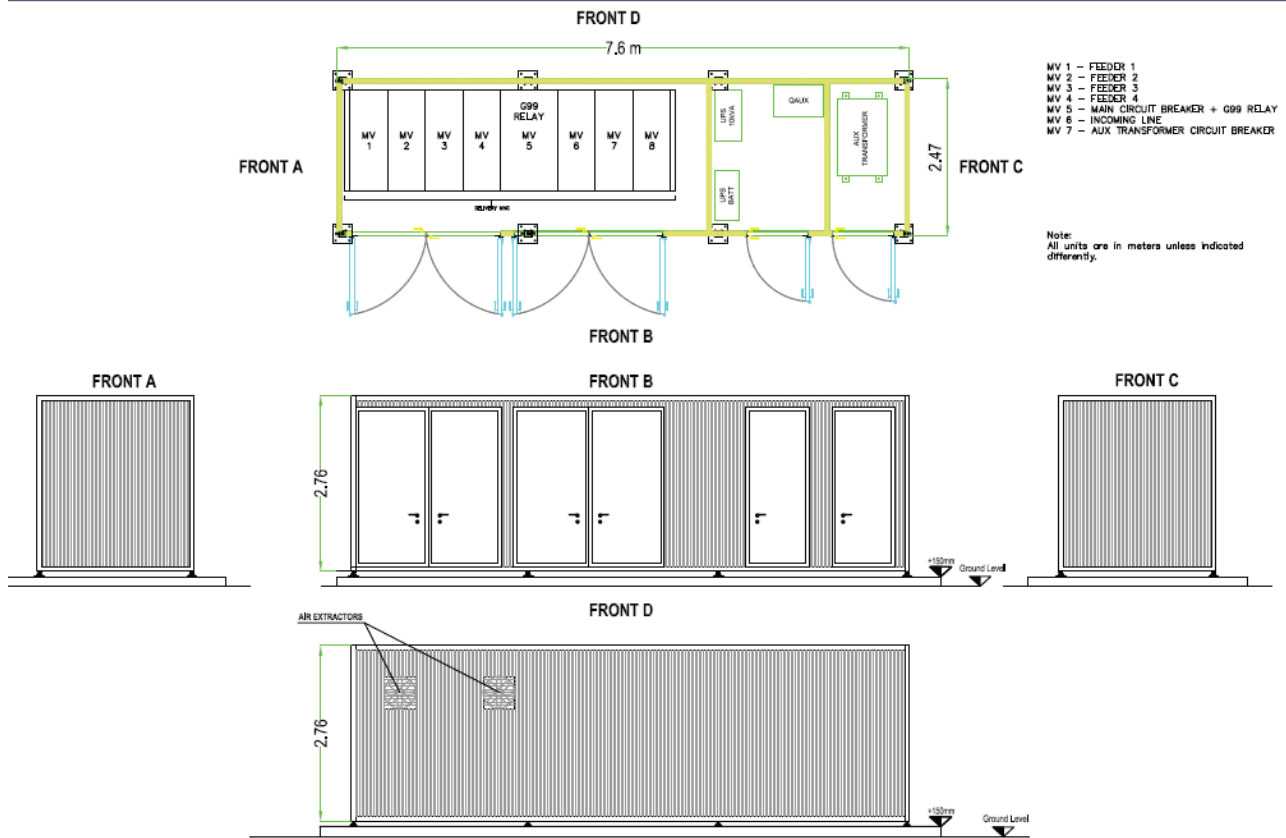 FRONT D
7.6 m
MV 1 - FEEDER 1
MV 2 - FEEDER 2
MV 3 - FEEDER 3
MV 4 - FEEDER 4
MV 5 - MAIN CIRCUIT BREAKER + G99 RELAY
MV 6 - INCOMING LINE
MV 7 - AUX TRANSFORMER CIRCUIT BREAKER
FRONT A
MV
1
MV
2
MV
3
MV
4
G99
RELAY
MV
5
MV
6
MV
7
MV
8
UPS
10kVA
UPS
BATT
QAUX
AUX
TRANSFORMER
2.47
FRONT C
DELIVERY
Note:
All units are in meters unless indicated
differently.
FRONT B
FRONT A
FRONT B
FRONT C
2.76
+150mm
Ground Level
FRONT D
AIR EXTRACTORS
2.76
+150mm
Ground Level